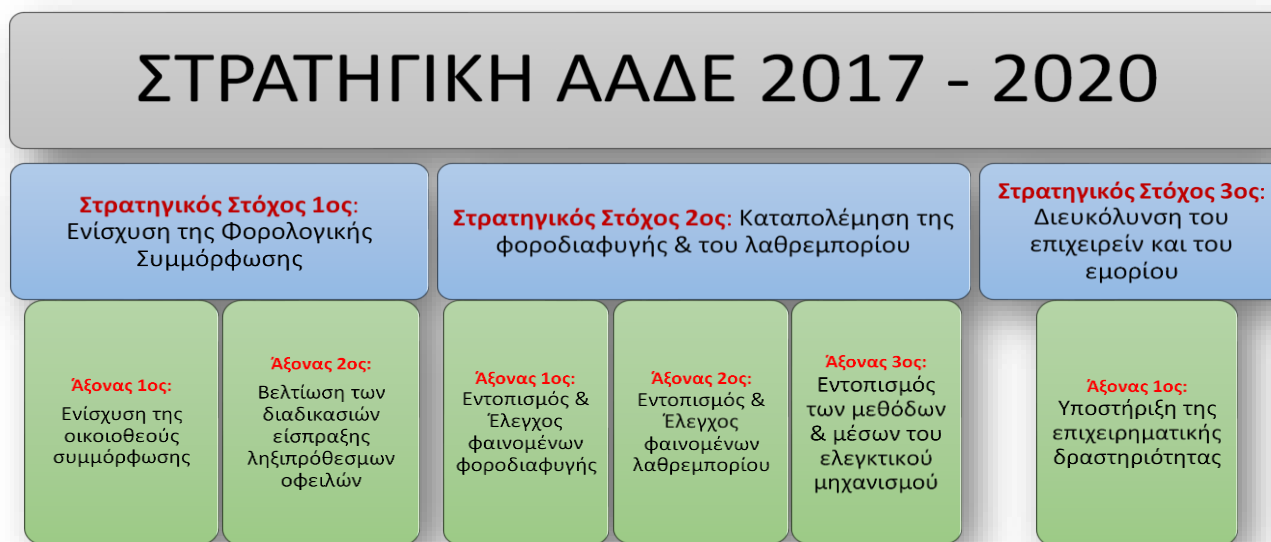 ΣΤΡΑΤΗΓΙΚΗ ΑΑΔΕ 2017 - 2020
Στρατηγικός Στόχος 1ος:
Ενίσχυση της Φορολογικής
Συμμόρφωσης
Στρατηγικός Στόχος 2ος: Καταπολέμηση της
φοροδιαφυγής & του λαθρεμπορίου
Στρατηγικός Στόχος 3ος:
Διευκόλυνση του
επιχειρείν και του
εμορίου
Άξονας 1ος:
Ενίσχυση της
οικοιοθεούς
συμμόρφωσης
Άξονας 2ος:
Βελτίωση των
διαδικασιών
είσπραξης
ληξιπρόθεσμων
οφειλών
Άξονας 1ος:
Εντοπισμός &
Έλεγχος
φαινομένων
φοροδιαφυγής
Άξονας 2ος:
Εντοπισμός &
Έλεγχος
φαινομένων
λαθρεμπορίου
Άξονας 3ος:
Εντοπισμός
των μεθόδων
& μέσων του
ελεγκτικού
μηχανισμού
Άξονας 1ος:
Υποστήριξη της
επιχειρηματικής
δραστηριότητας